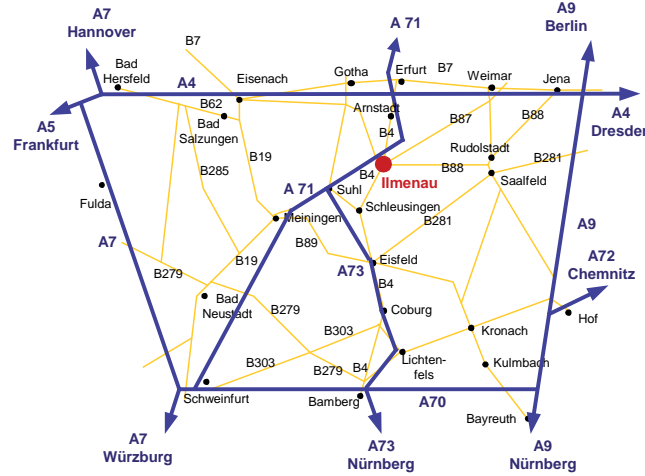 A7
Hannover
A 71
A9
Berlin
B7
Bad
Hersfeld
Eisenach
Gotha
Erfurt
B7
Weimar
Jena
A4
A5
Frankfurt
B62
Bad
Salzungen
Arnstadt
B4
B87
B88
A4
Dresden
Rudolstadt
B285
B19
B4
Ilmenau
B88
B281
Saalfeld
A 71
Suhl
Fulda
Schleusingen
Meiningen
B281
A9
A7
B89
B19
A73
Eisfeld
A72
Chemnitz
B279
B4
Bad
Neustadt
B279
Coburg
Hof
B303
Kronach
B303
B279
B4
Lichten-
fels
Kulmbach
Schweinfurt
Bamberg
A70
Bayreuth
A7
Würzburg
A73
Nürnberg
A9
Nürnberg